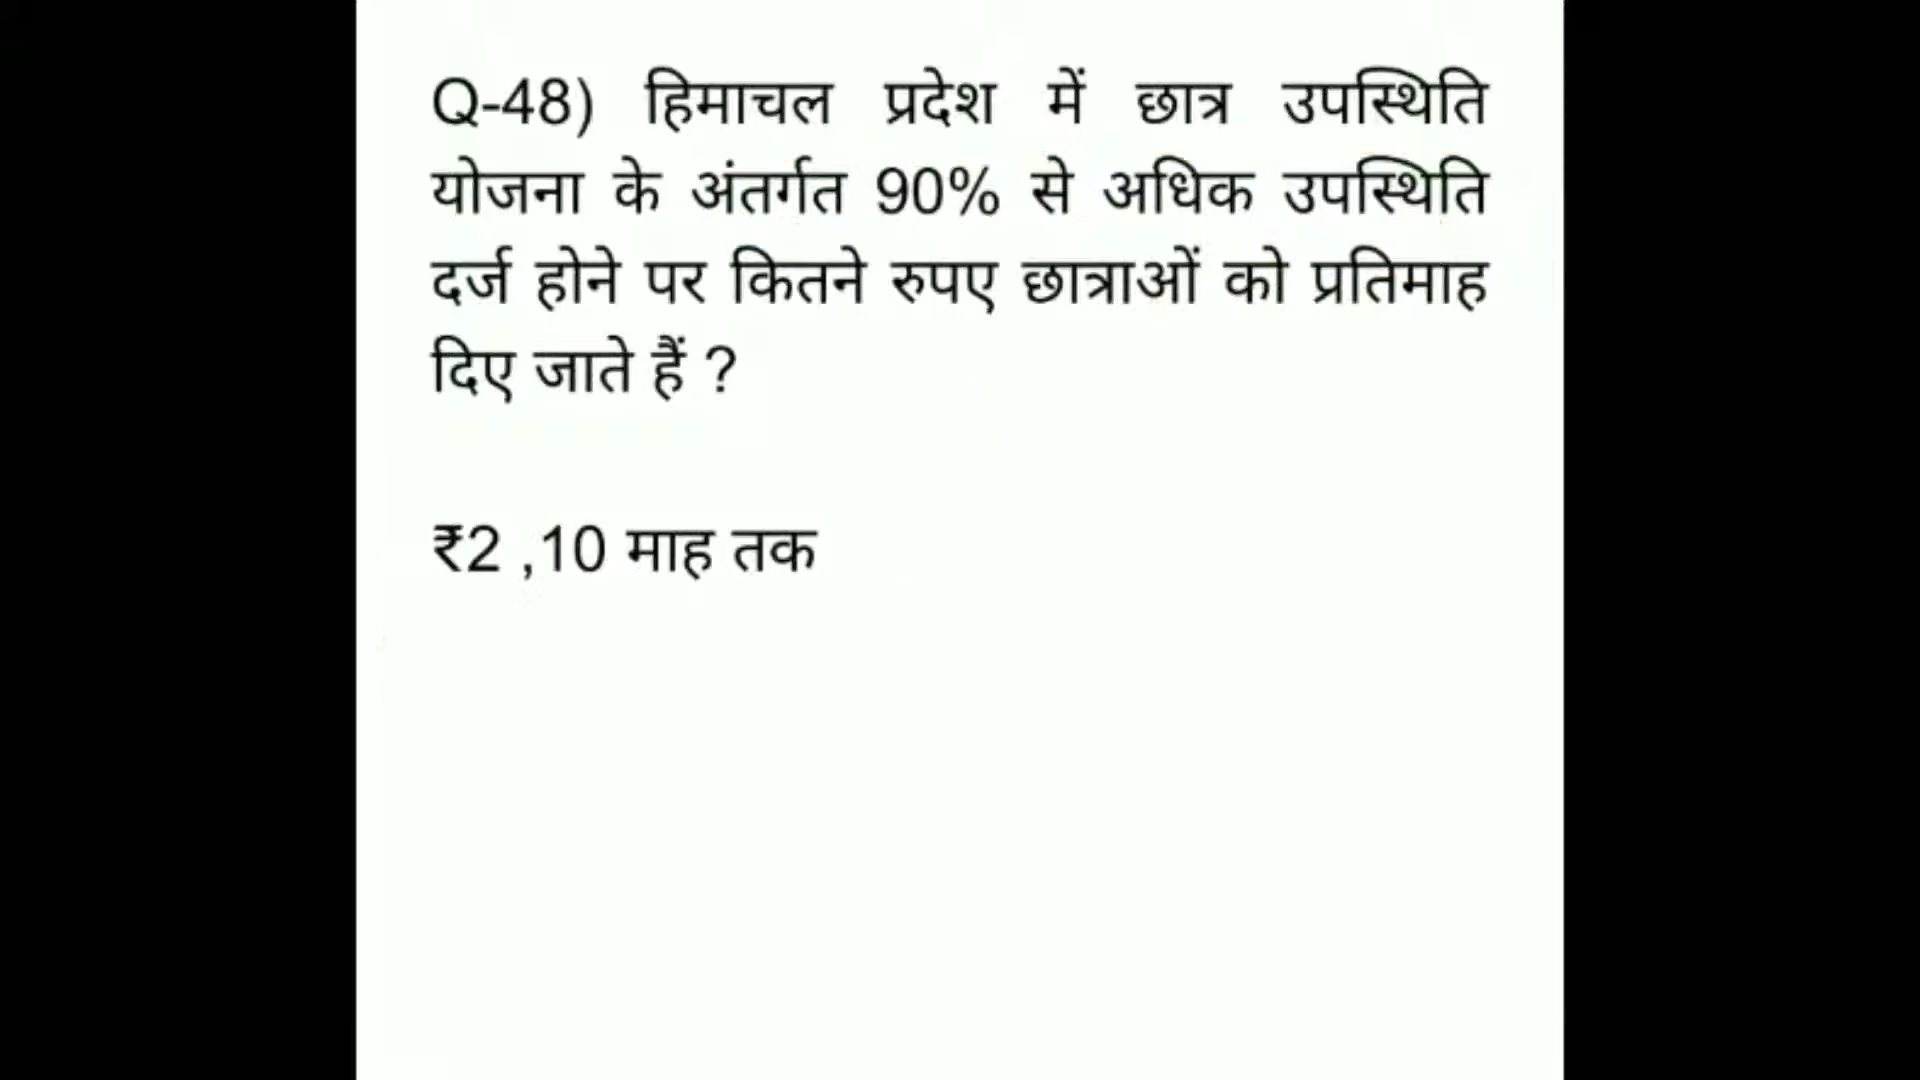 Q-48) हिमाचल प्रदेश में छात्र उपस्थिति
योजना के अंतर्गत 90% से अधिक उपस्थिति
दर्ज होने पर कितने रुपए छात्राओं को प्रतिमाह
दिए जाते हैं ?
₹2 ,10 माह तक